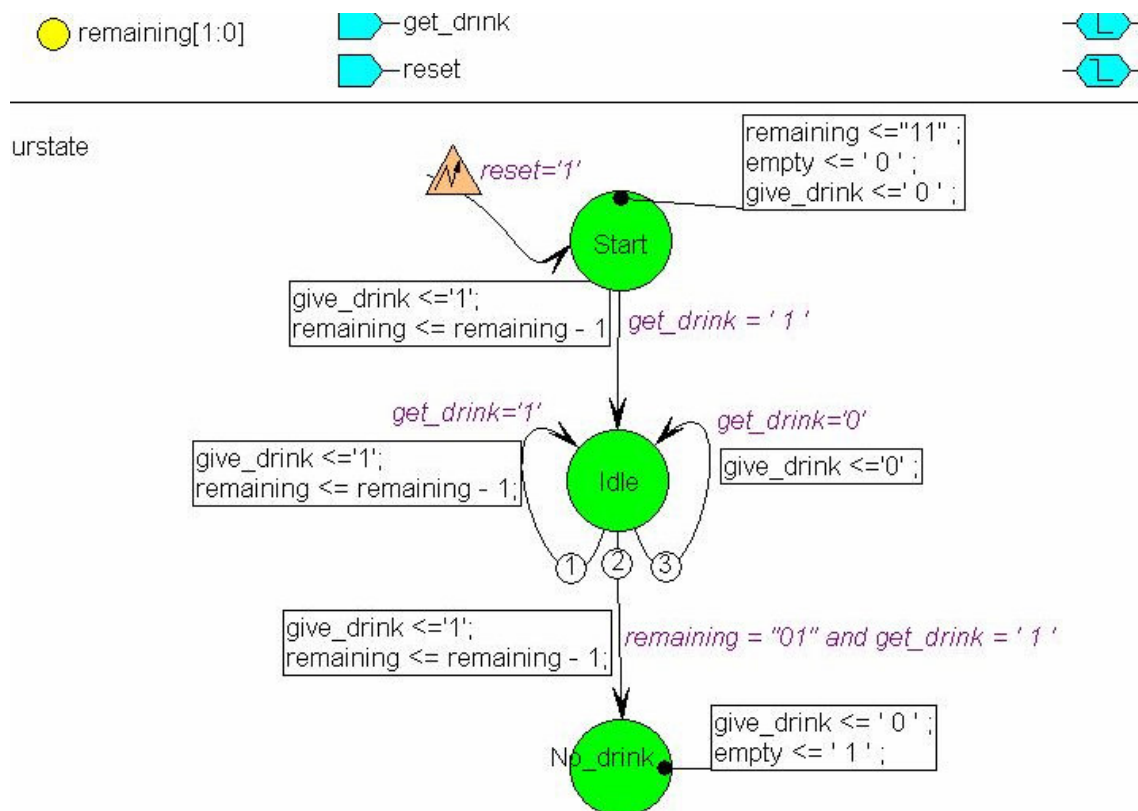 remaining[1:0]
get_drink
reset
urstate
reset='1'
remaining <="11" ;
empty <= ' 0 ' ;
give_drink <=' 0 ' ;
Start
give_drink <='1';
remaining <= remaining - 1
get_drink = ' 1 '
get_drink='1'
get_drink='0'
give_drink <='1';
remaining <= remaining - 1;
Idle
give_drink <='0' ;
1
2
3
give_drink <='1';
remaining <= remaining - 1;
remaining = "01" and get_drink = ' 1 '
No_drink
give_drink <= ' 0 ' ;
empty <= ' 1 ' ;